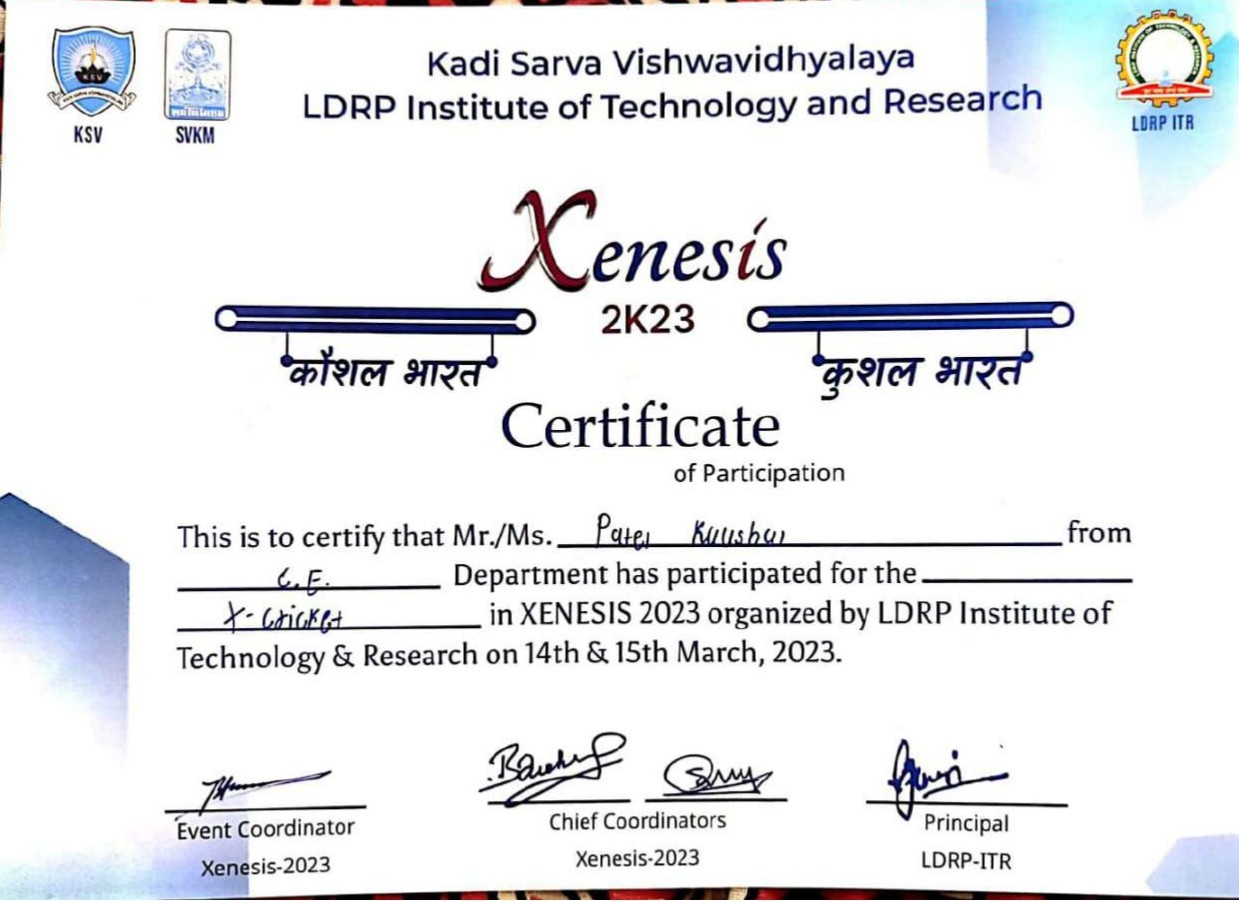 Kadi Sarva Vishwavidhyalaya
LDRP Institute of Technology and Research
KSV
SVKM
LDRP ITR
Xenesis
2K23
कौशल भारत
कुशल भारत
Certificate
of Participation
This is to certify that Mr./Ms. Patel from
C.E. Department has participated for the
X-Cricket in XENESIS 2023 organized by LDRP Institute of
Technology & Research on 14th & 15th March, 2023.
Event Coordinator
Xenesis-2023
Chief Coordinators
Xenesis-2023
Principal
LDRP-ITR